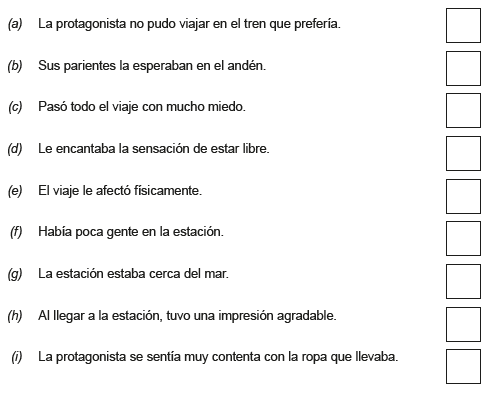 (a) La protagonista no pudo viajar en el tren que prefería.
(b) Sus parientes la esperaban en el andén.
(c) Pasó todo el viaje con mucho miedo.
(d) Le encantaba la sensación de estar libre.
(e) El viaje le afectó físicamente.
(f) Había poca gente en la estación.
(g) La estación estaba cerca del mar.
(h) Al llegar a la estación, tuvo una impresión agradable.
(i) La protagonista se sentía muy contenta con la ropa que llevaba.